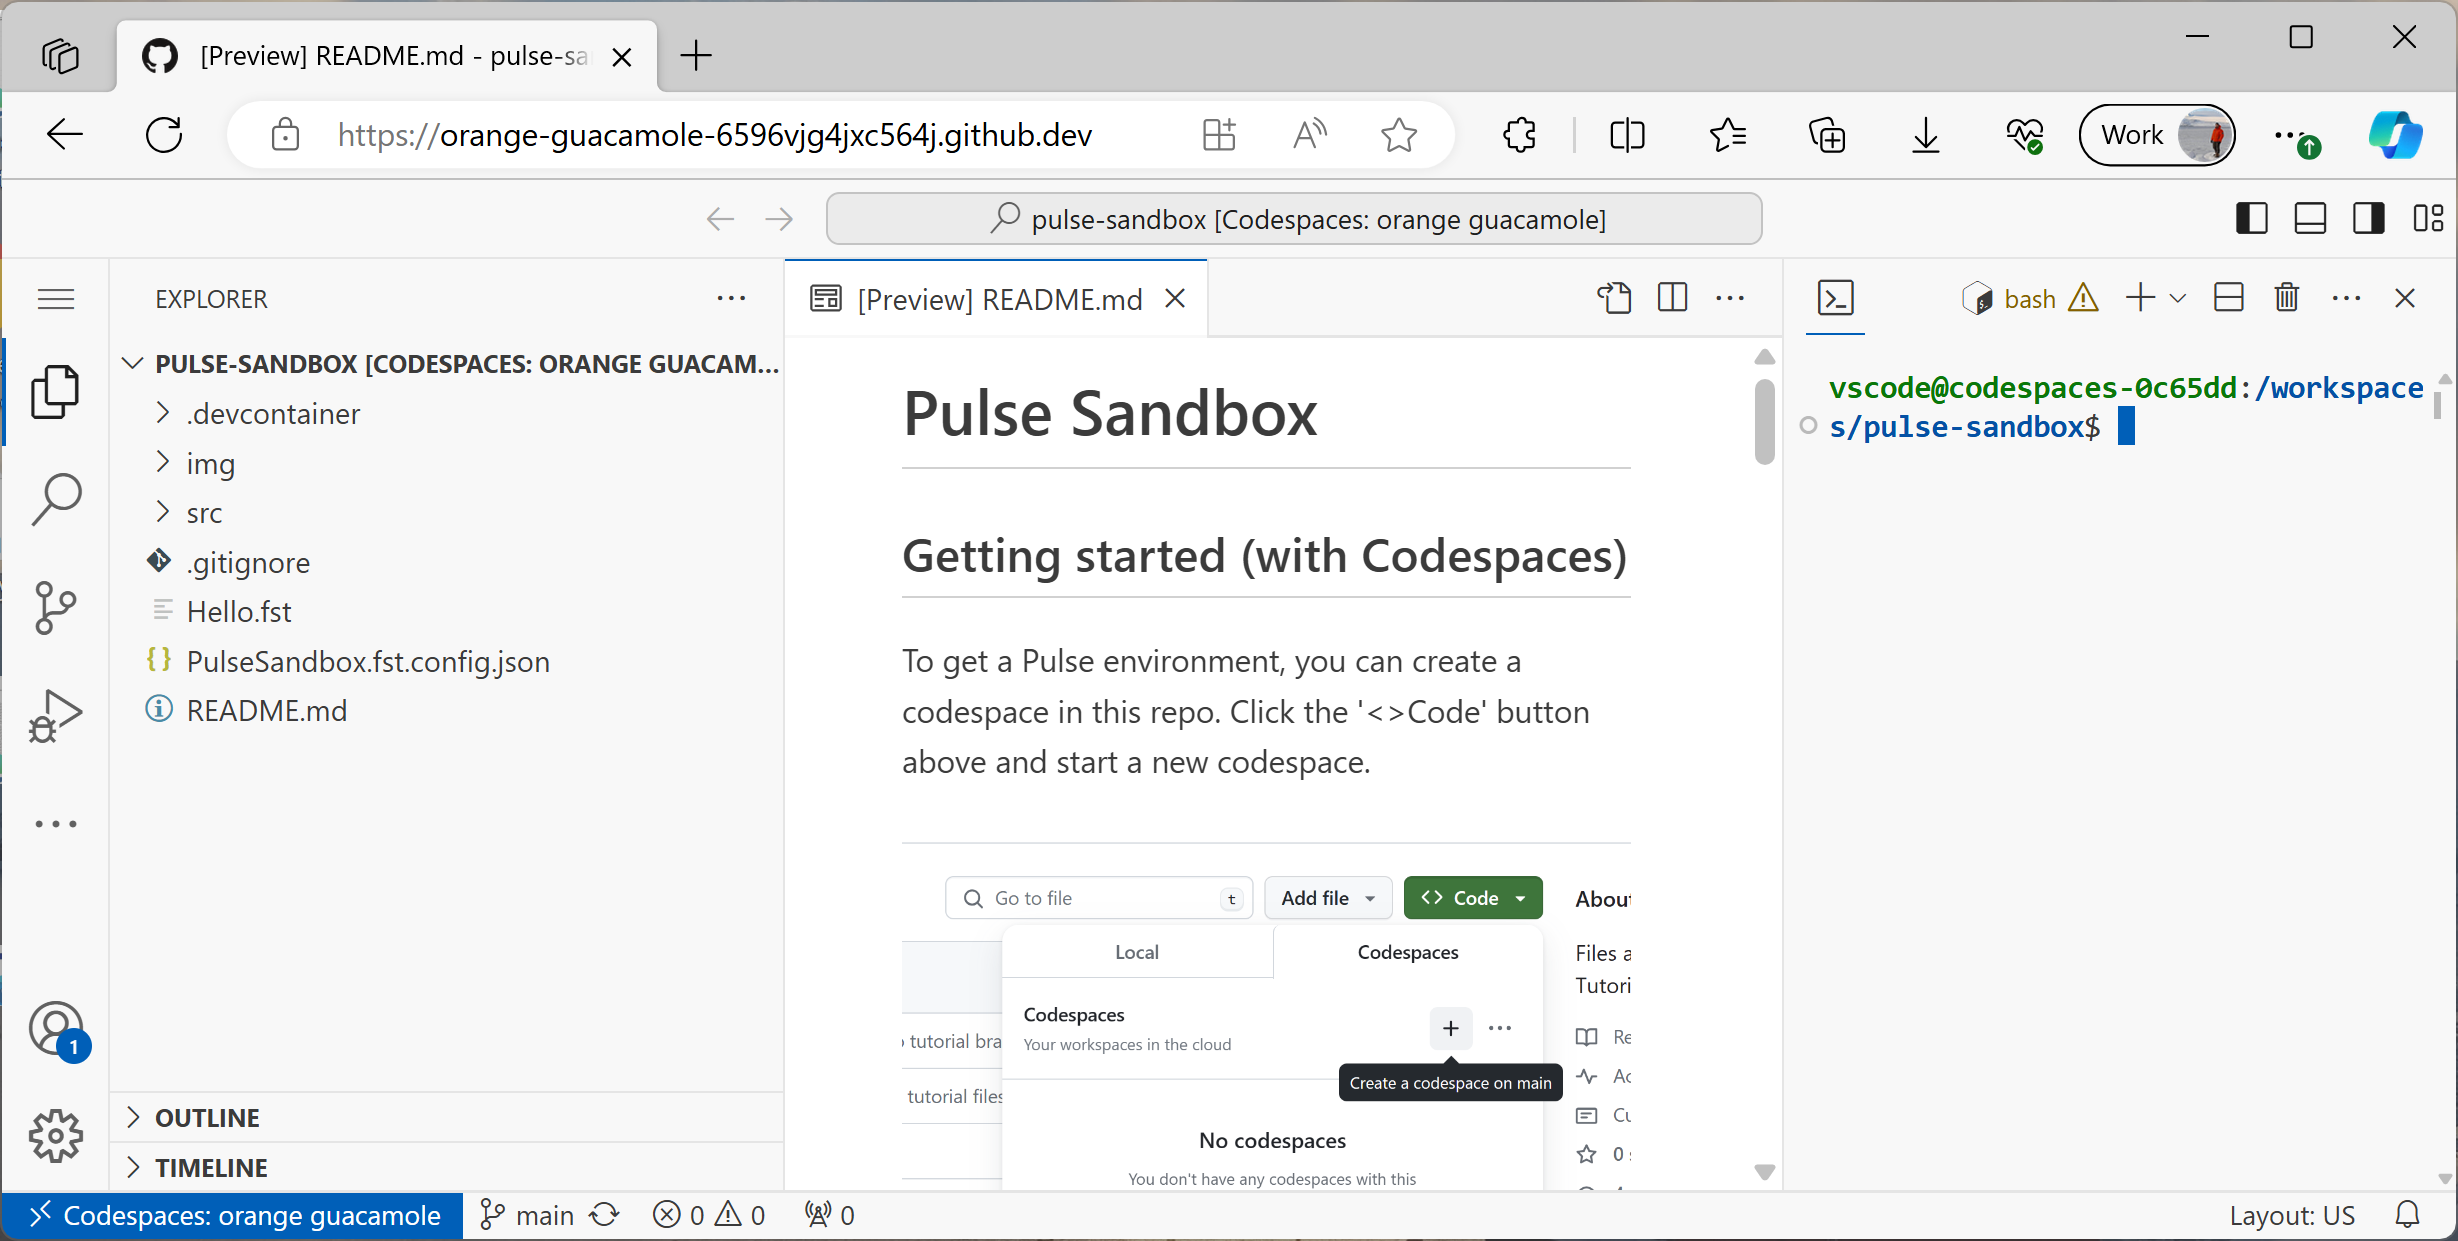 [Preview] README.md - pulse-sa
https://orange-guacamole-6596vjg4jxc564j.github.dev
Work
pulse-sandbox [Codespaces: orange guacamole]
EXPLORER
PULSE-SANDBOX [CODESPACES: ORANGE GUACAM...
.devcontainer
img
src
.gitignore
Hello.fst
PulseSandbox.fst.config.json
README.md
1
OUTLINE
TIMELINE
[Preview] README.md
Pulse Sandbox
Getting started (with Codespaces)
To get a Pulse environment, you can create a
codespace in this repo. Click the '<>Code' button
above and start a new codespace.
Go to file t
Add file
<> Code
About
Files a
Tutori
Local
Codespaces
Codespaces
Your workspaces in the cloud
+
Create a codespace on main
tutorial bra
tutorial files
No codespaces
You don't have any codespaces with this
Re
Ac
Cu
0
bash
vscode@codespaces-0c65dd:/workspace
s/pulse-sandbox$
Codespaces: orange guacamole
main
0 0
0
Layout: US